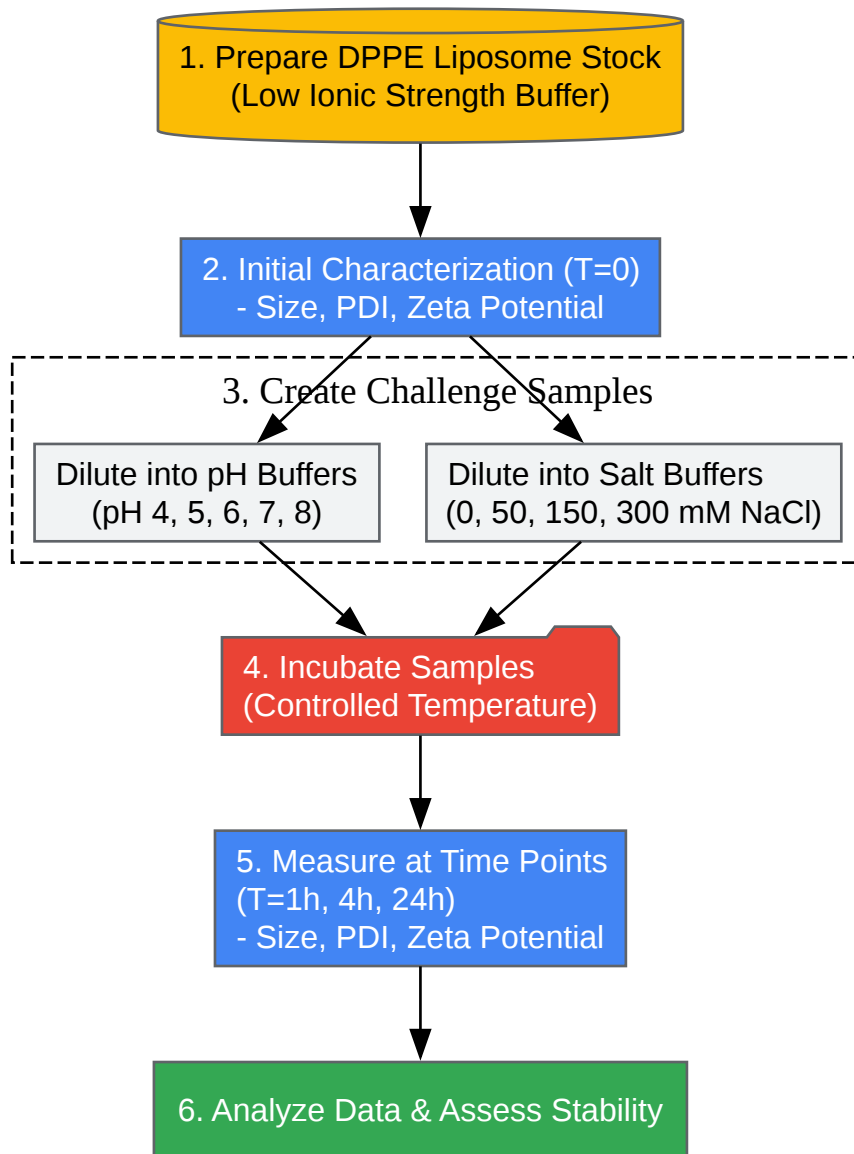 1. Prepare DPPE Liposome Stock
(Low Ionic Strength Buffer)
2. Initial Characterization (T=0)
- Size, PDI, Zeta Potential
3. Create Challenge Samples
Dilute into pH Buffers
(pH 4, 5, 6, 7, 8)
Dilute into Salt Buffers
(0, 50, 150, 300 mM NaCl)
4. Incubate Samples
(Controlled Temperature)
5. Measure at Time Points
(T=1h, 4h, 24h)
- Size, PDI, Zeta Potential
6. Analyze Data & Assess Stability